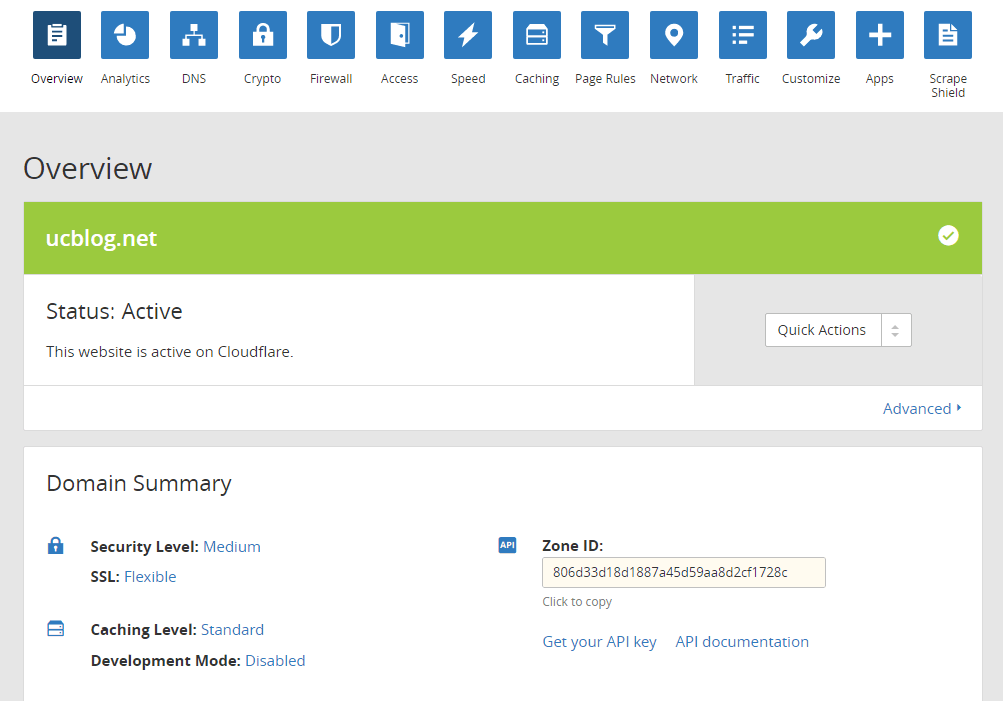 Overview
Analytics
DNS
Crypto
Firewall
Access
Speed
Caching
Page Rules
Network
Traffic
Customize
Apps
Scrape
Shield
Overview
ucblog.net
Status: Active
This website is active on Cloudflare.
Quick Actions
Advanced
Domain Summary
Security Level: Medium
SSL: Flexible
Caching Level: Standard
Development Mode: Disabled
API
Zone ID:
806d33d18d1887a45d59aa8d2cf1728c
Click to copy
Get your API key
API documentation